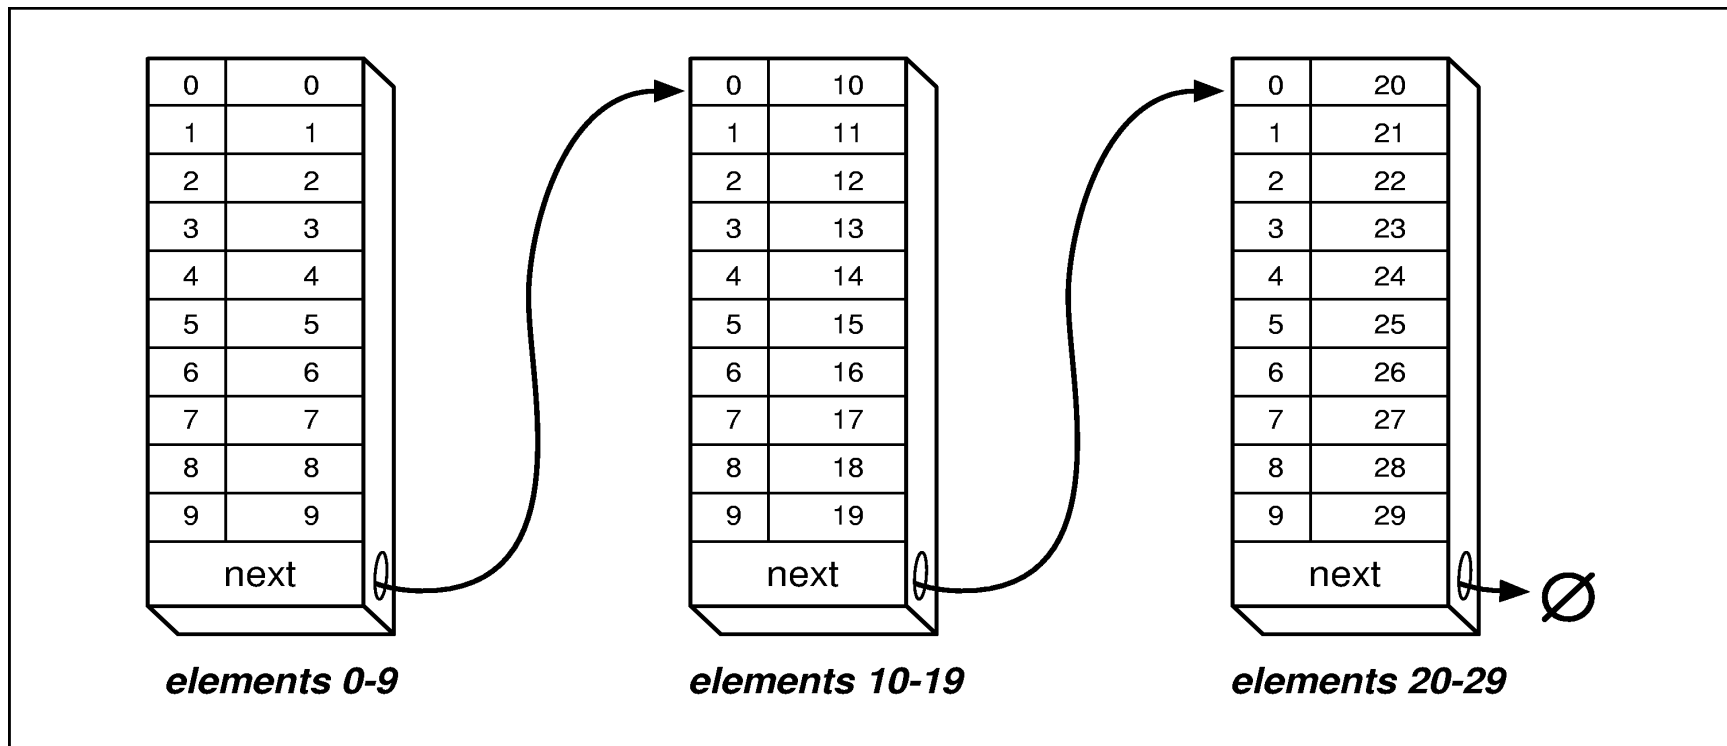 0 0 0 10 0 20
1 1 1 11 1 21
2 2 2 12 2 22
3 3 3 13 3 23
4 4 4 14 4 24
5 5 5 15 5 25
6 6 6 16 6 26
7 7 7 17 7 27
8 8 8 18 8 28
9 9 9 19 9 29
next next next Ø
elements 0-9 elements 10-19 elements 20-29